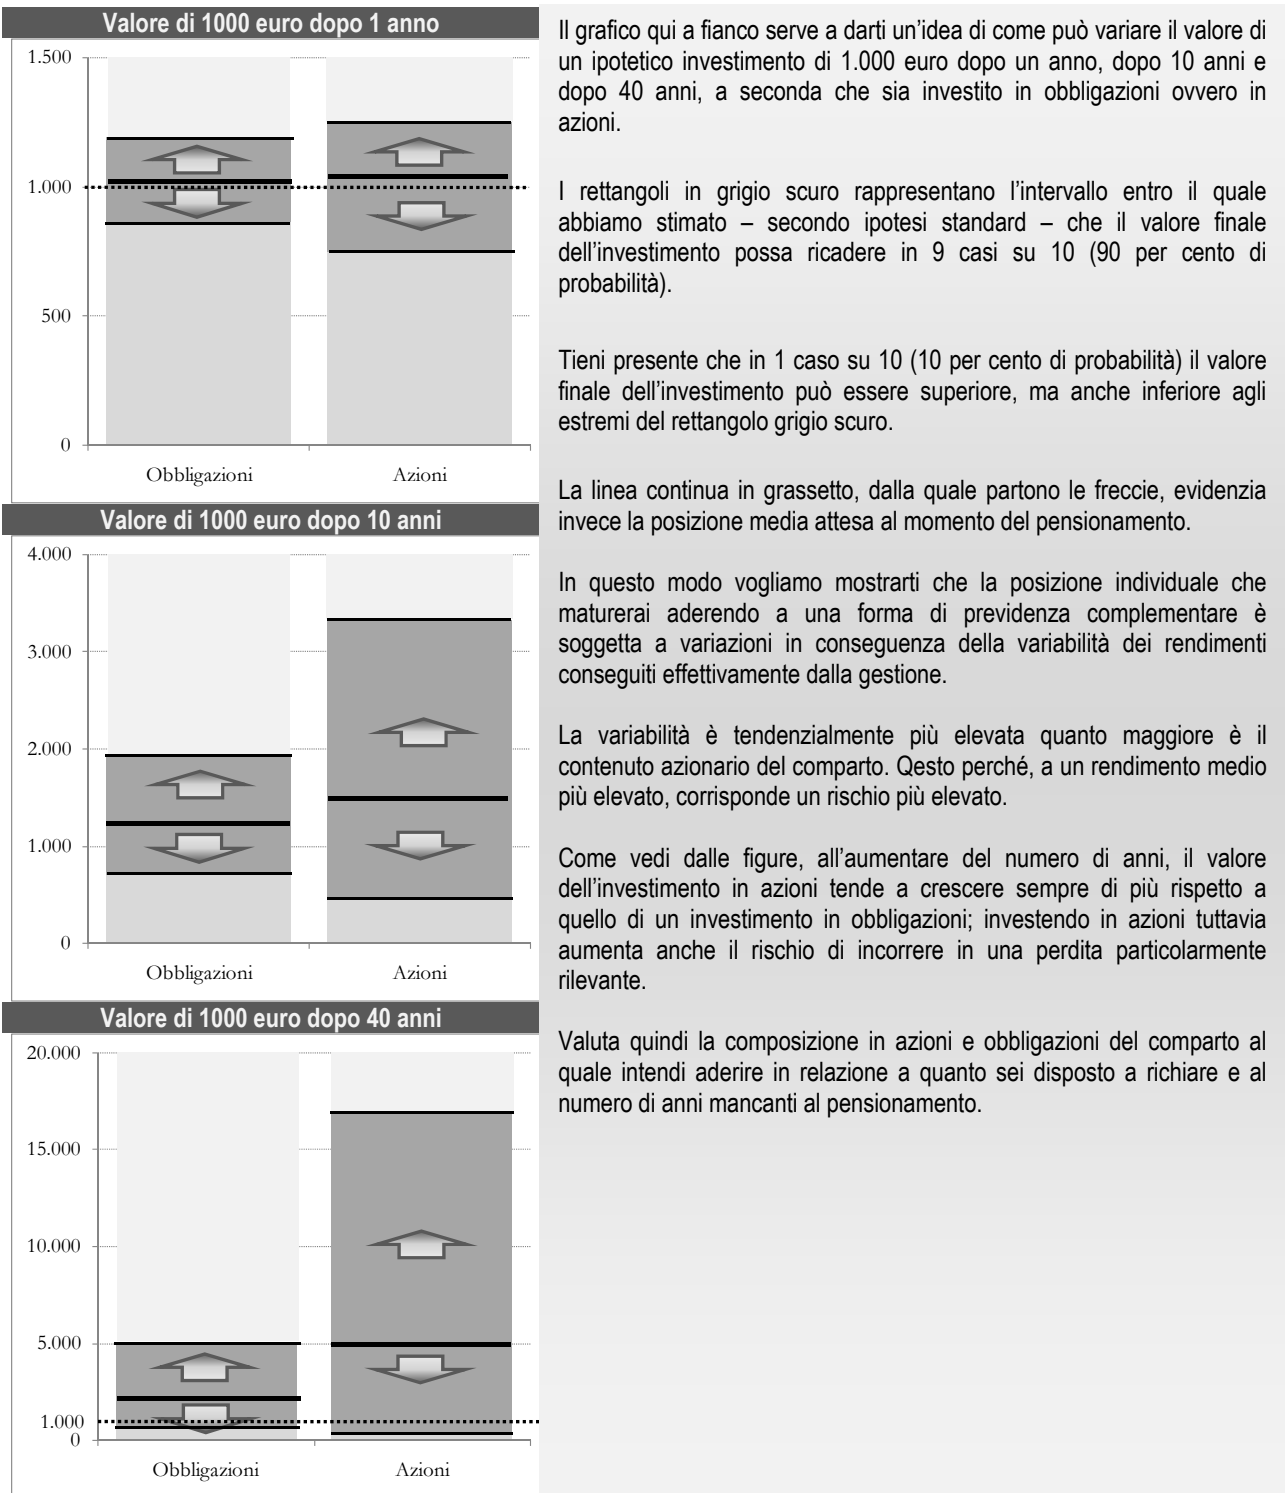 Valore di 1000 euro dopo 1 anno
1.500
1.000
500
0
Obbligazioni
Azioni
Valore di 1000 euro dopo 10 anni
4.000
3.000
2.000
1.000
0
Obbligazioni
Azioni
Valore di 1000 euro dopo 40 anni
20.000
15.000
10.000
5.000
1.000
0
Obbligazioni
Azioni
Il grafico qui a fianco serve a darti un'idea di come può variare il valore di
un ipotetico investimento di 1.000 euro dopo un anno, dopo 10 anni e
dopo 40 anni, a seconda che sia investito in obbligazioni ovvero in
azioni.
I rettangoli in grigio scuro rappresentano l'intervallo entro il quale
abbiamo stimato – secondo ipotesi standard – che il valore finale
dell'investimento possa ricadere in 9 casi su 10 (90 per cento di
probabilità).
Tieni presente che in 1 caso su 10 (10 per cento di probabilità) il valore
finale dell'investimento può essere superiore, ma anche inferiore agli
estremi del rettangolo grigio scuro.
La linea continua in grassetto, dalla quale partono le freccie, evidenzia
invece la posizione media attesa al momento del pensionamento.
In questo modo vogliamo mostrarti che la posizione individuale che
maturerai aderendo a una forma di previdenza complementare è
soggetta a variazioni in conseguenza della variabilità dei rendimenti
conseguiti effettivamente dalla gestione.
La variabilità è tendenzialmente più elevata quanto maggiore è il
contenuto azionario del comparto. Qesto perché, a un rendimento medio
più elevato, corrisponde un rischio più elevato.
Come vedi dalle figure, all'aumentare del numero di anni, il valore
dell'investimento in azioni tende a crescere sempre di più rispetto a
quello di un investimento in obbligazioni; investendo in azioni tuttavia
aumenta anche il rischio di incorrere in una perdita particolarmente
rilevante.
Valuta quindi la composizione in azioni e obbligazioni del comparto al
quale intendi aderire in relazione a quanto sei disposto a richiare e al
numero di anni mancanti al pensionamento.